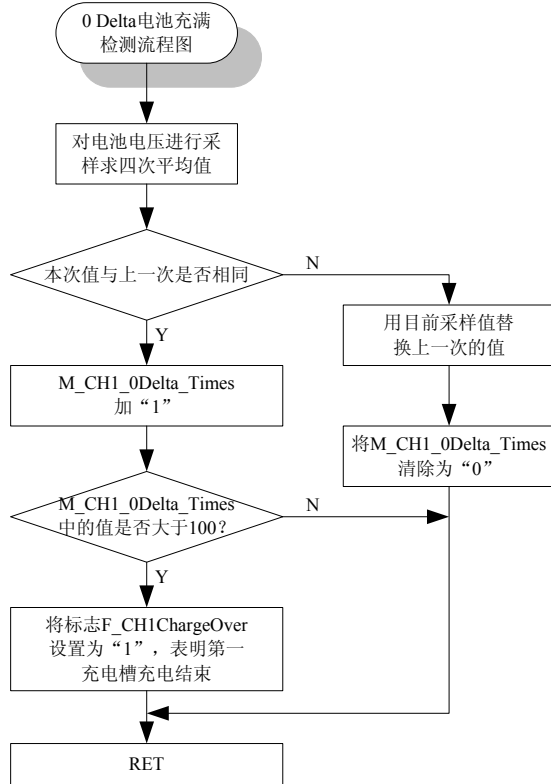 0 Delta电池充满
检测流程图
对电池电压进行采
样求四次平均值
本次值与上一次是否相同
N
Y
用目前采样值替
换上一次的值
M_CH1_0Delta_Times
加“1”
将M_CH1_0Delta_Times
清除为“0”
M_CH1_0Delta_Times
中的值是否大于100?
N
Y
将标志F_CH1ChargeOver
设置为“1”，表明第一
充电槽充电结束
RET